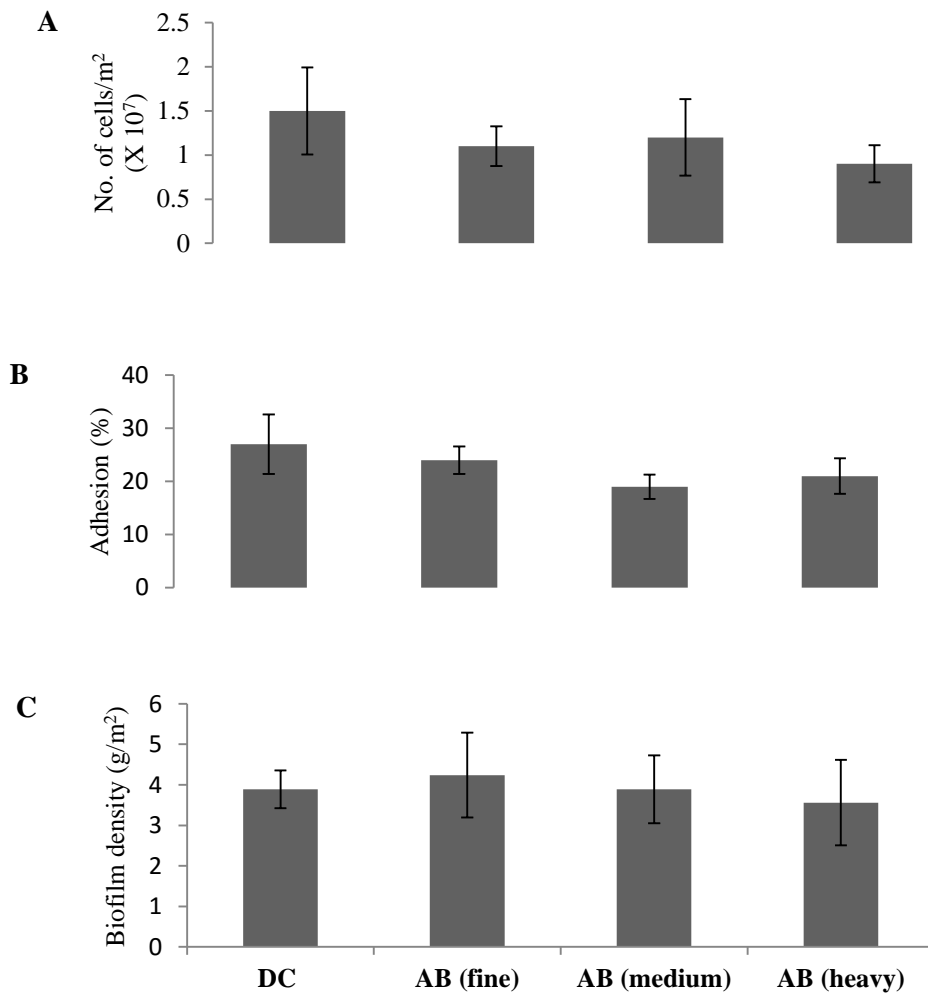 A
No. of cells/m²
(X 10⁷)
2.5
2
1.5
1
0.5
0
B
Adhesion (%)
40
30
20
10
0
C
Biofilm density (g/m²)
6
5
4
3
2
1
0
DC AB (fine) AB (medium) AB (heavy)